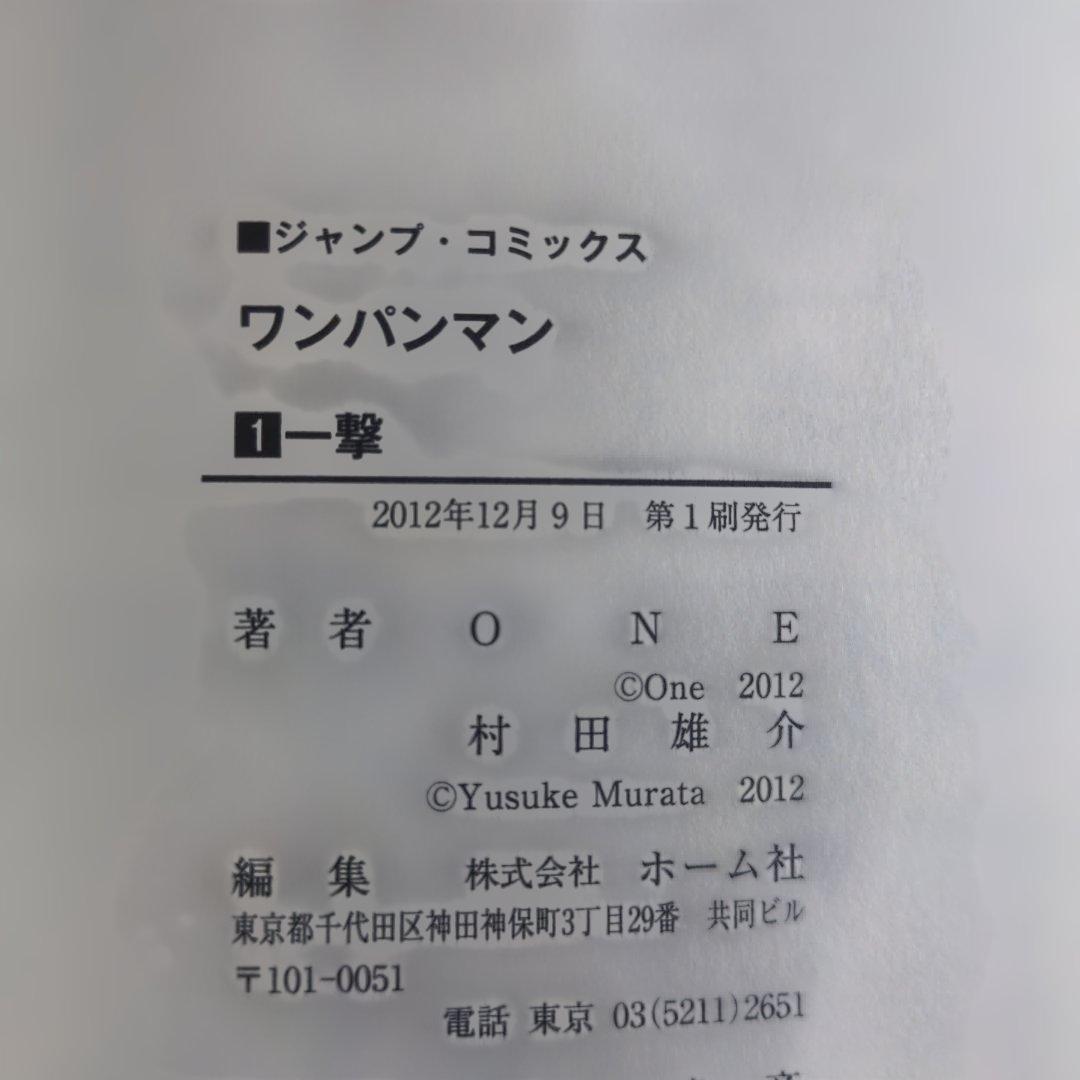 ■ジャンプ・コミックス
ワンパンマン
1一撃
2012年12月9日　第1刷発行
著　者　O　N　E
©One　2012
村　田　雄　介
©Yusuke Murata　2012
編　集　株式会社　ホーム社
東京都千代田区神田神保町3丁目29番　共同ビル
〒101-0051
電話　東京　03(5211)2651